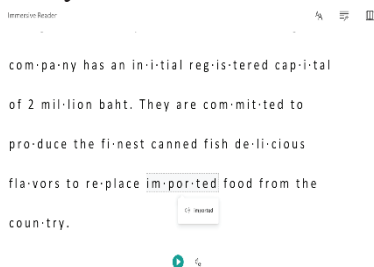 Immersive Reader
com·pa·ny has an in·i·tial reg·is·tered cap·i·tal
of 2 mil·lion baht. They are com·mit·ted to
pro·duce the fi·nest canned fish de·li·cious
fla·vors to re·place im·por·ted food from the
imported
coun·try.